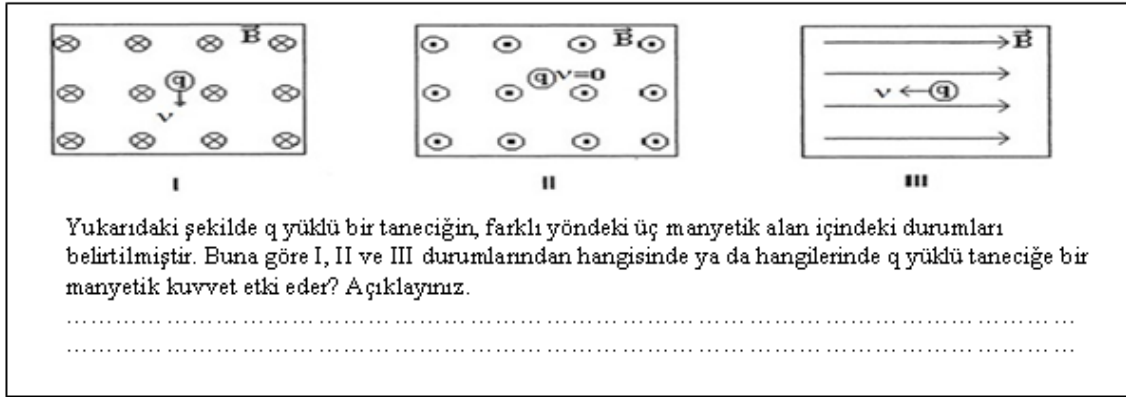 B
q
v
I
B
q v=0
II
B
v q
III
Yukarıdaki şekilde q yüklü bir taneciğin, farklı yöndeki üç manyetik alan içindeki durumları
belirtilmiştir. Buna göre I, II ve III durumlarından hangisinde ya da hangilerinde q yüklü taneciğe bir
manyetik kuvvet etki eder? Açıklayınız.